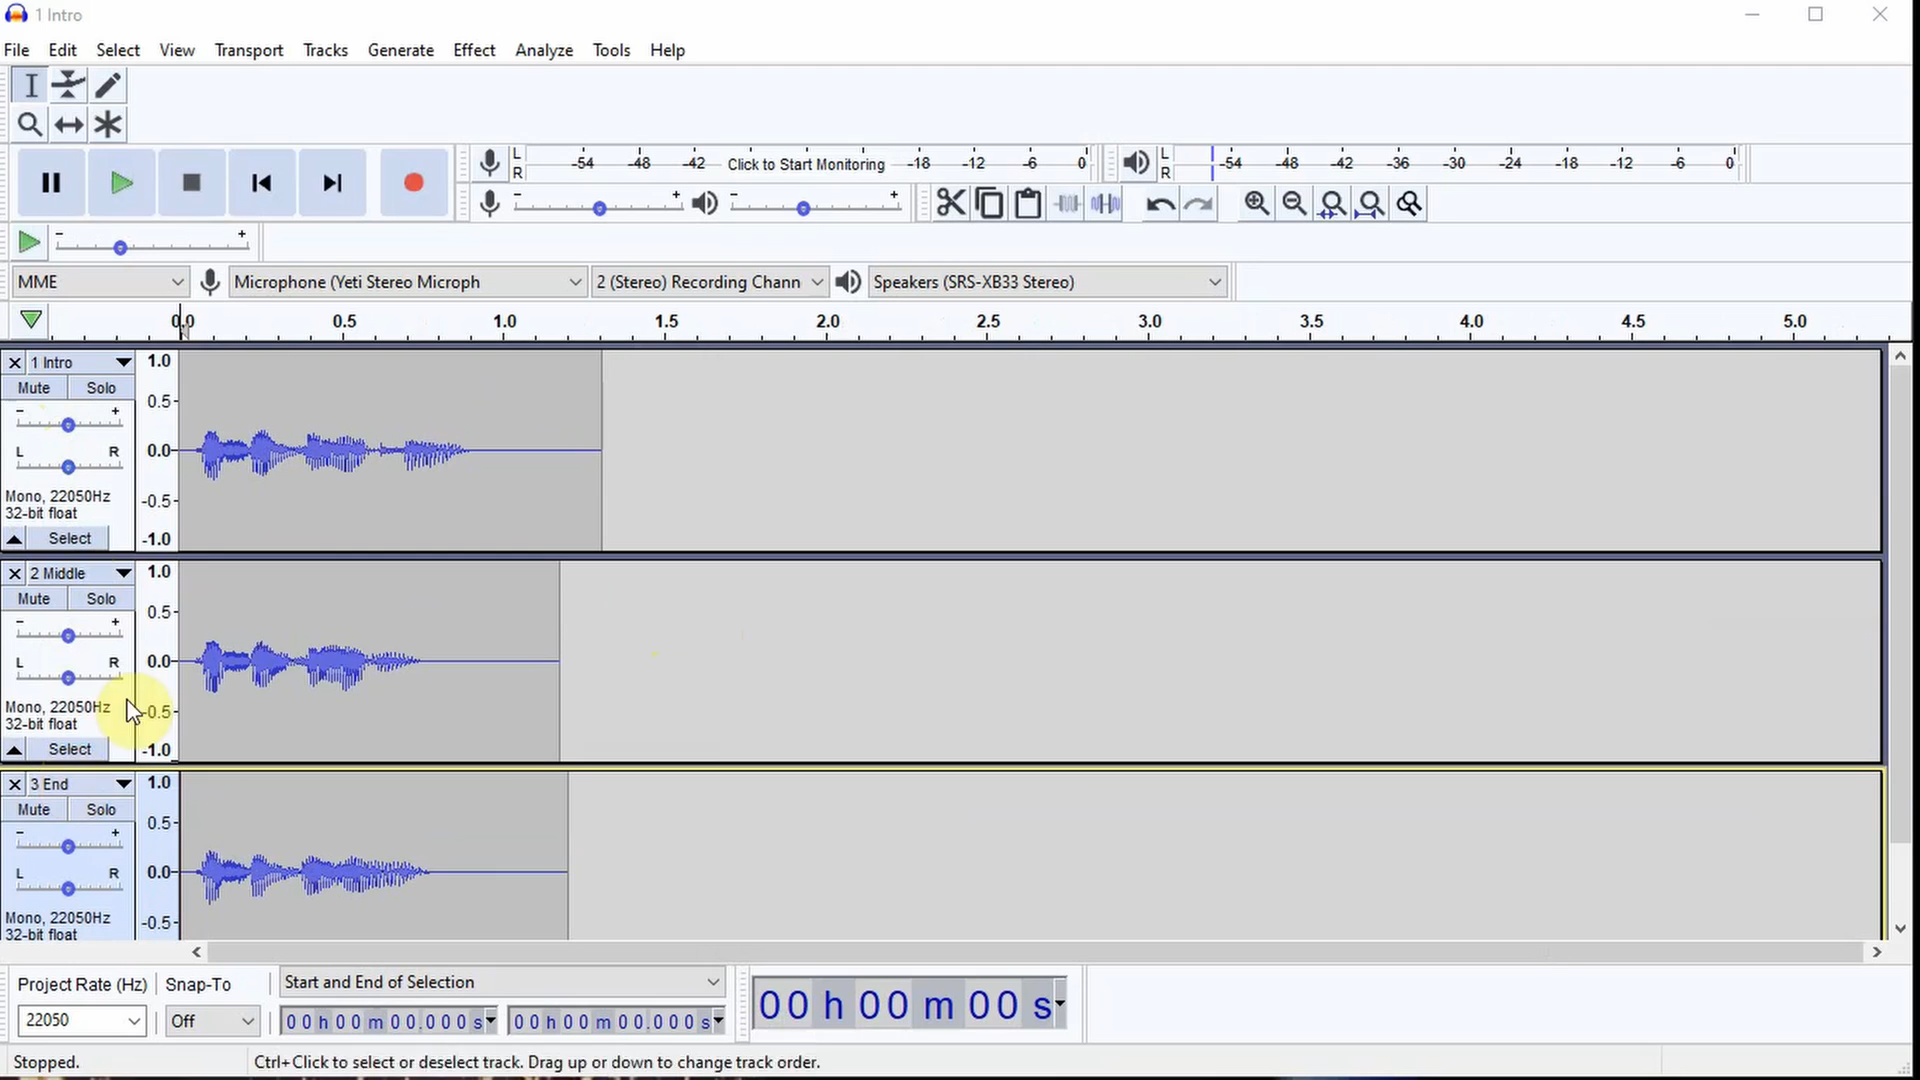 1 Intro
File Edit Select View Transport Tracks Generate Effect Analyze Tools Help
L R -54 -48 -42 Click to Start Monitoring -18 -12 -6 0 L R -54 -48 -42 -36 -30 -24 -18 -12 -6 0
- + - +
- +
MME Microphone (Yeti Stereo Microph 2 (Stereo) Recording Chann Speakers (SRS-XB33 Stereo)
0.0 0.5 1.0 1.5 2.0 2.5 3.0 3.5 4.0 4.5 5.0
1 Intro 1.0
Mute Solo
0.5
- +
L R 0.0
Mono, 22050Hz -0.5
32-bit float
Select -1.0
2 Middle 1.0
Mute Solo
0.5
- +
L R 0.0
Mono, 22050Hz -0.5
32-bit float
Select -1.0
3 End 1.0
Mute Solo
0.5
- +
L R 0.0
Mono, 22050Hz -0.5
32-bit float
Project Rate (Hz) Snap-To Start and End of Selection
22050 Off 00 h 00 m 00.000 s 00 h 00 m 00.000 s 00 h 00 m 00 s
Stopped. Ctrl+Click to select or deselect track. Drag up or down to change track order.